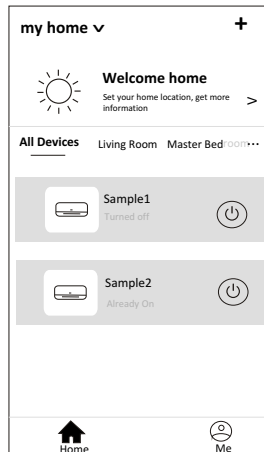 my home ∨ +
Welcome home
Set your home location, get more
information
>
All Devices Living Room Master Bedroom ···
Sample1
Turned off
Sample2
Already On
Home Me